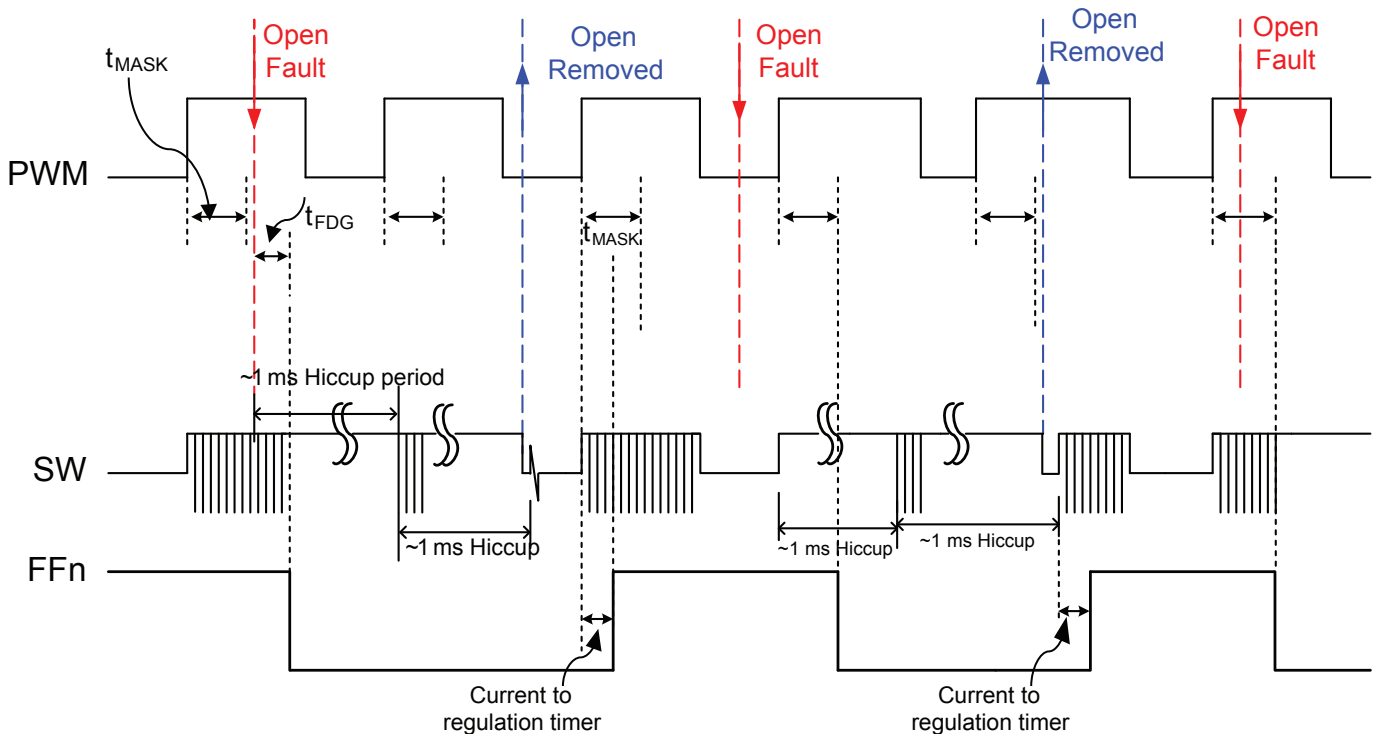 Open
Fault
Open
Removed
Open
Fault
Open
Removed
Open
Fault
tMASK
PWM
tFDG
tMASK
~1 ms Hiccup period
SW
~1 ms Hiccup
~1 ms Hiccup
~1 ms Hiccup
FFn
Current to
regulation timer
Current to
regulation timer